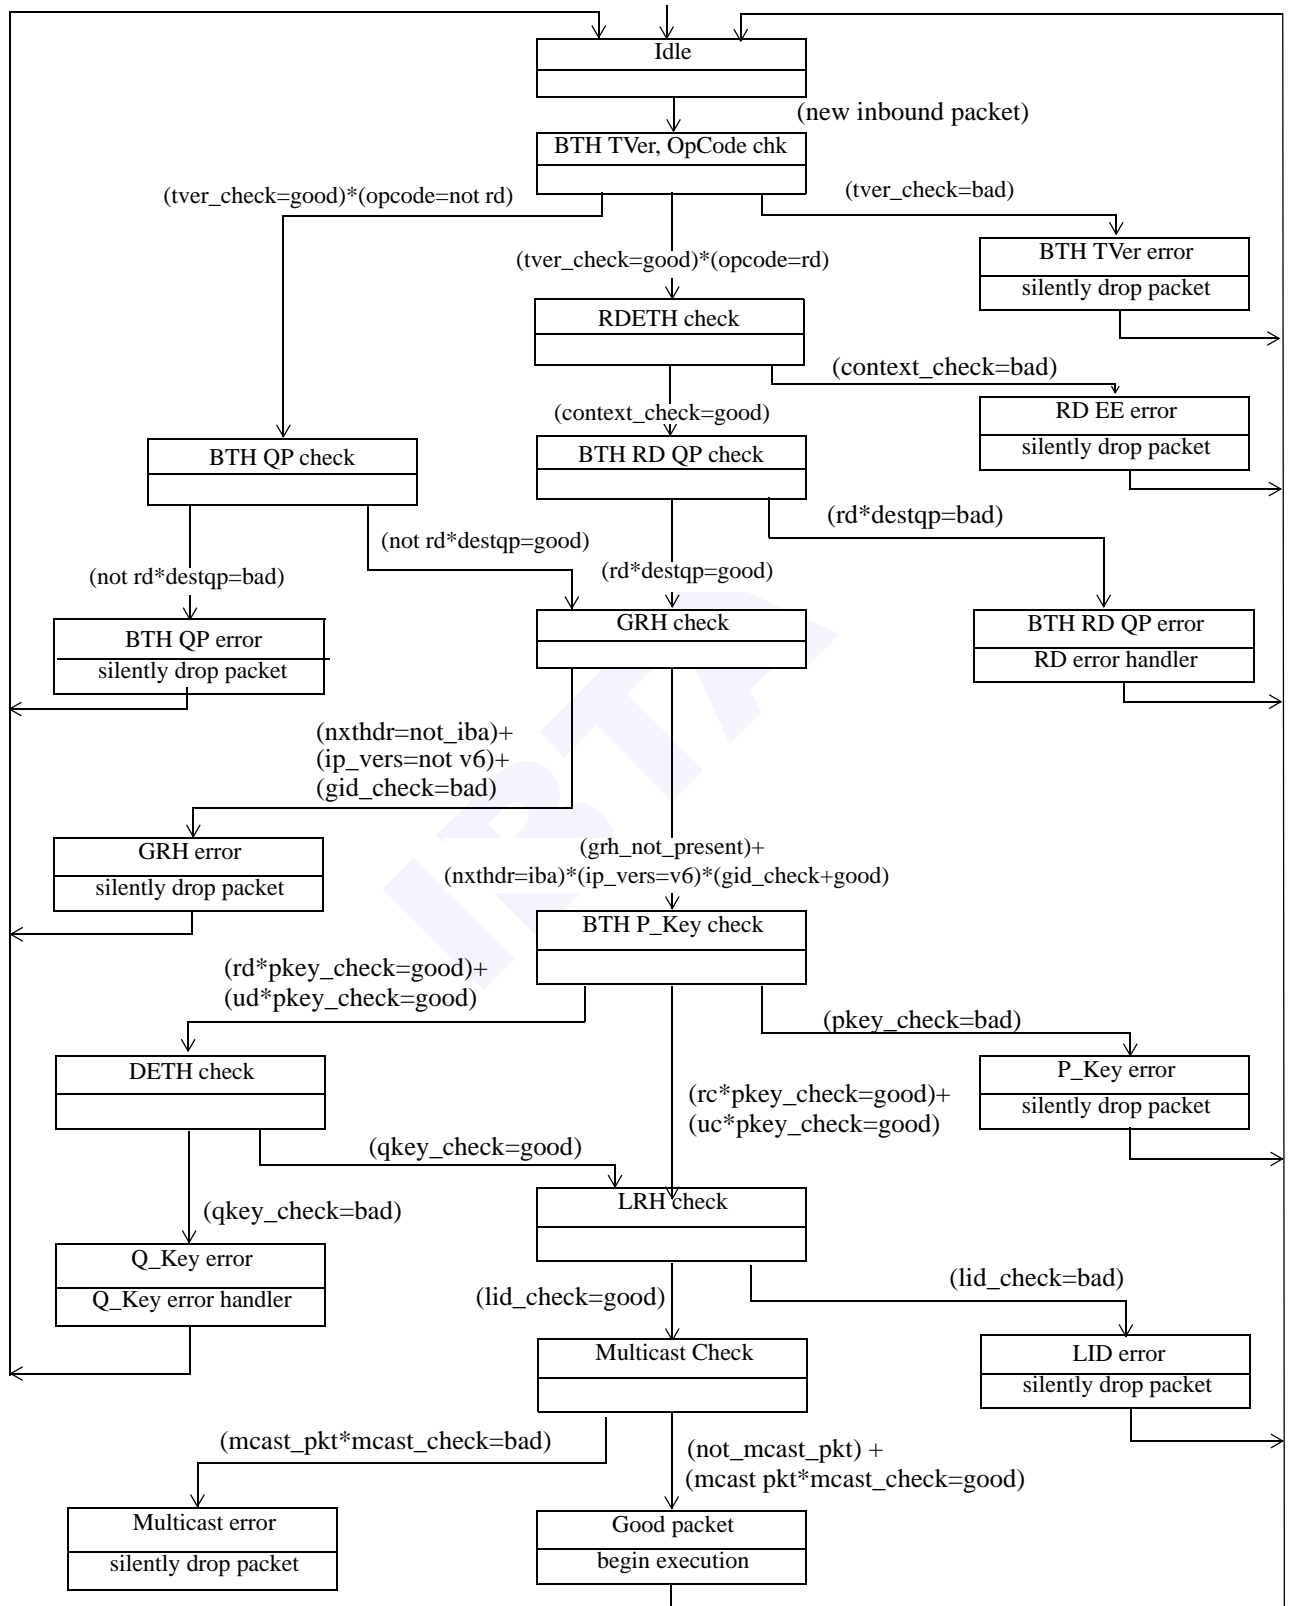 Idle
(new inbound packet)
BTH TVer, OpCode chk
(tver_check=good)*(opcode=not rd)
(tver_check=bad)
(tver_check=good)*(opcode=rd)
BTH TVer error
silently drop packet
RDETH check
(context_check=bad)
(context_check=good)
RD EE error
silently drop packet
BTH QP check
BTH RD QP check
(rd*destqp=bad)
(not rd*destqp=good)
(not rd*destqp=bad)
(rd*destqp=good)
BTH QP error
silently drop packet
GRH check
BTH RD QP error
RD error handler
(nxthdr=not_iba)+
(ip_vers=not v6)+
(gid_check=bad)
GRH error
silently drop packet
(grh_not_present)+
(nxthdr=iba)*(ip_vers=v6)*(gid_check+good)
BTH P_Key check
(rd*pkey_check=good)+
(ud*pkey_check=good)
(pkey_check=bad)
DETH check
P_Key error
silently drop packet
(rc*pkey_check=good)+
(uc*pkey_check=good)
(qkey_check=good)
LRH check
(qkey_check=bad)
Q_Key error
Q_Key error handler
(lid_check=good)
(lid_check=bad)
Multicast Check
LID error
silently drop packet
(mcast_pkt*mcast_check=bad)
(not_mcast_pkt) +
(mcast pkt*mcast_check=good)
Multicast error
silently drop packet
Good packet
begin execution
IBTA